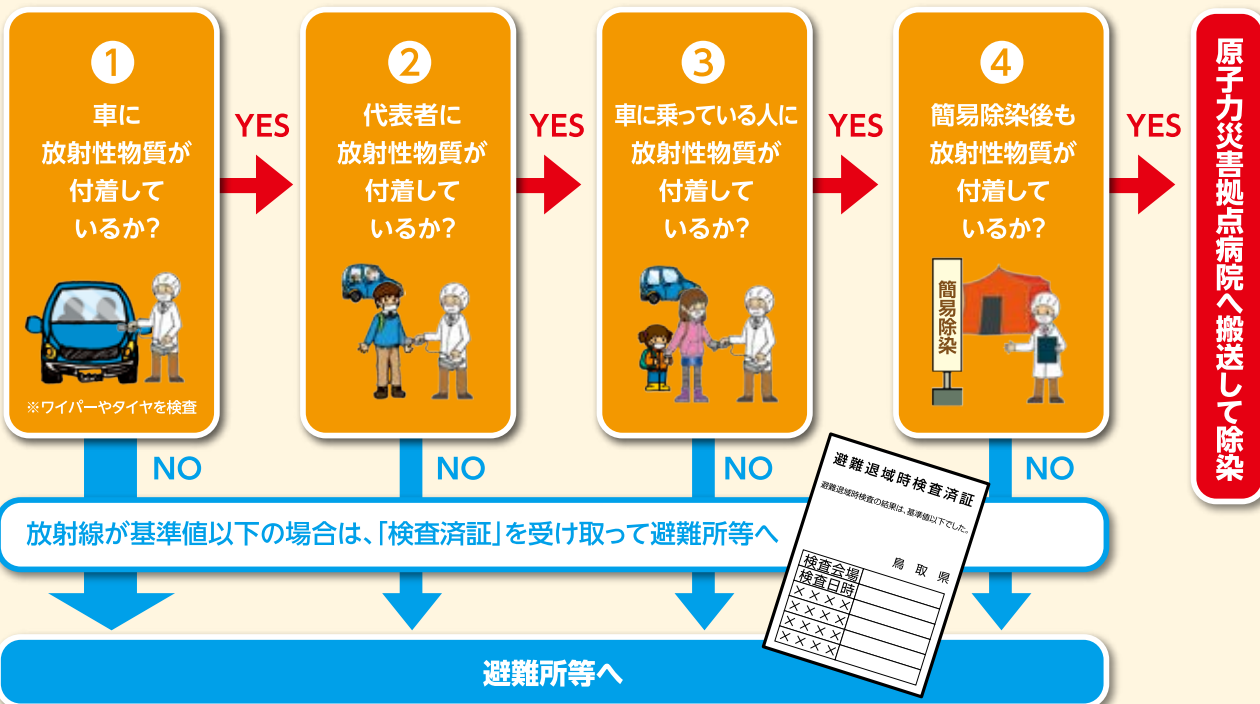 1
車に
放射性物質が
付着して
いるか?
※ワイパーやタイヤを検査
YES
NO
2
代表者に
放射性物質が
付着して
いるか?
YES
NO
3
車に乗っている人に
放射性物質が
付着して
いるか?
YES
NO
4
簡易除染後も
放射性物質が
付着して
いるか?
簡易除染
YES
NO
原子力災害拠点病院へ搬送して除染
放射線が基準値以下の場合は、「検査済証」を受け取って避難所等へ
避難退域時検査済証
避難退域時検査の結果は、基準値以下でした。
鳥取県
検査会場
検査日時
××××
××××
××××
××××
避難所等へ